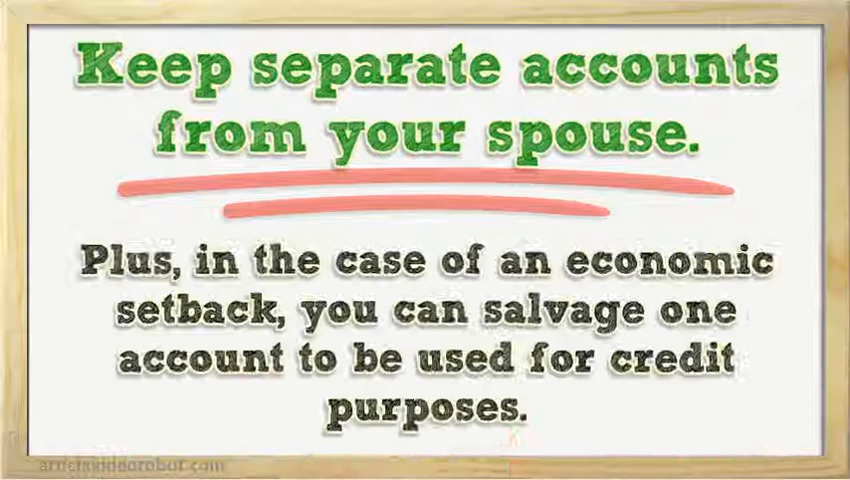 Keep separate accounts
from your spouse.
Plus, in the case of an economic
setback, you can salvage one
account to be used for credit
purposes.